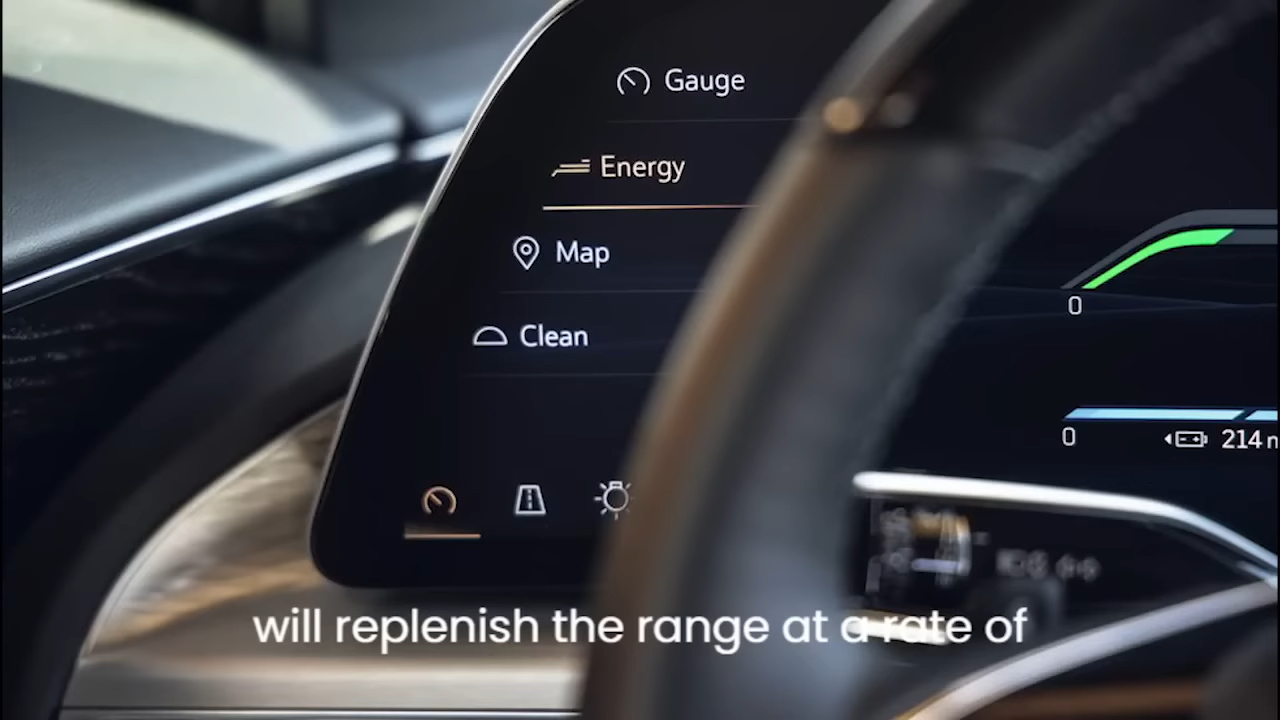 Gauge
Energy
Map
Clean
0
0
214
will replenish the range at a rate of